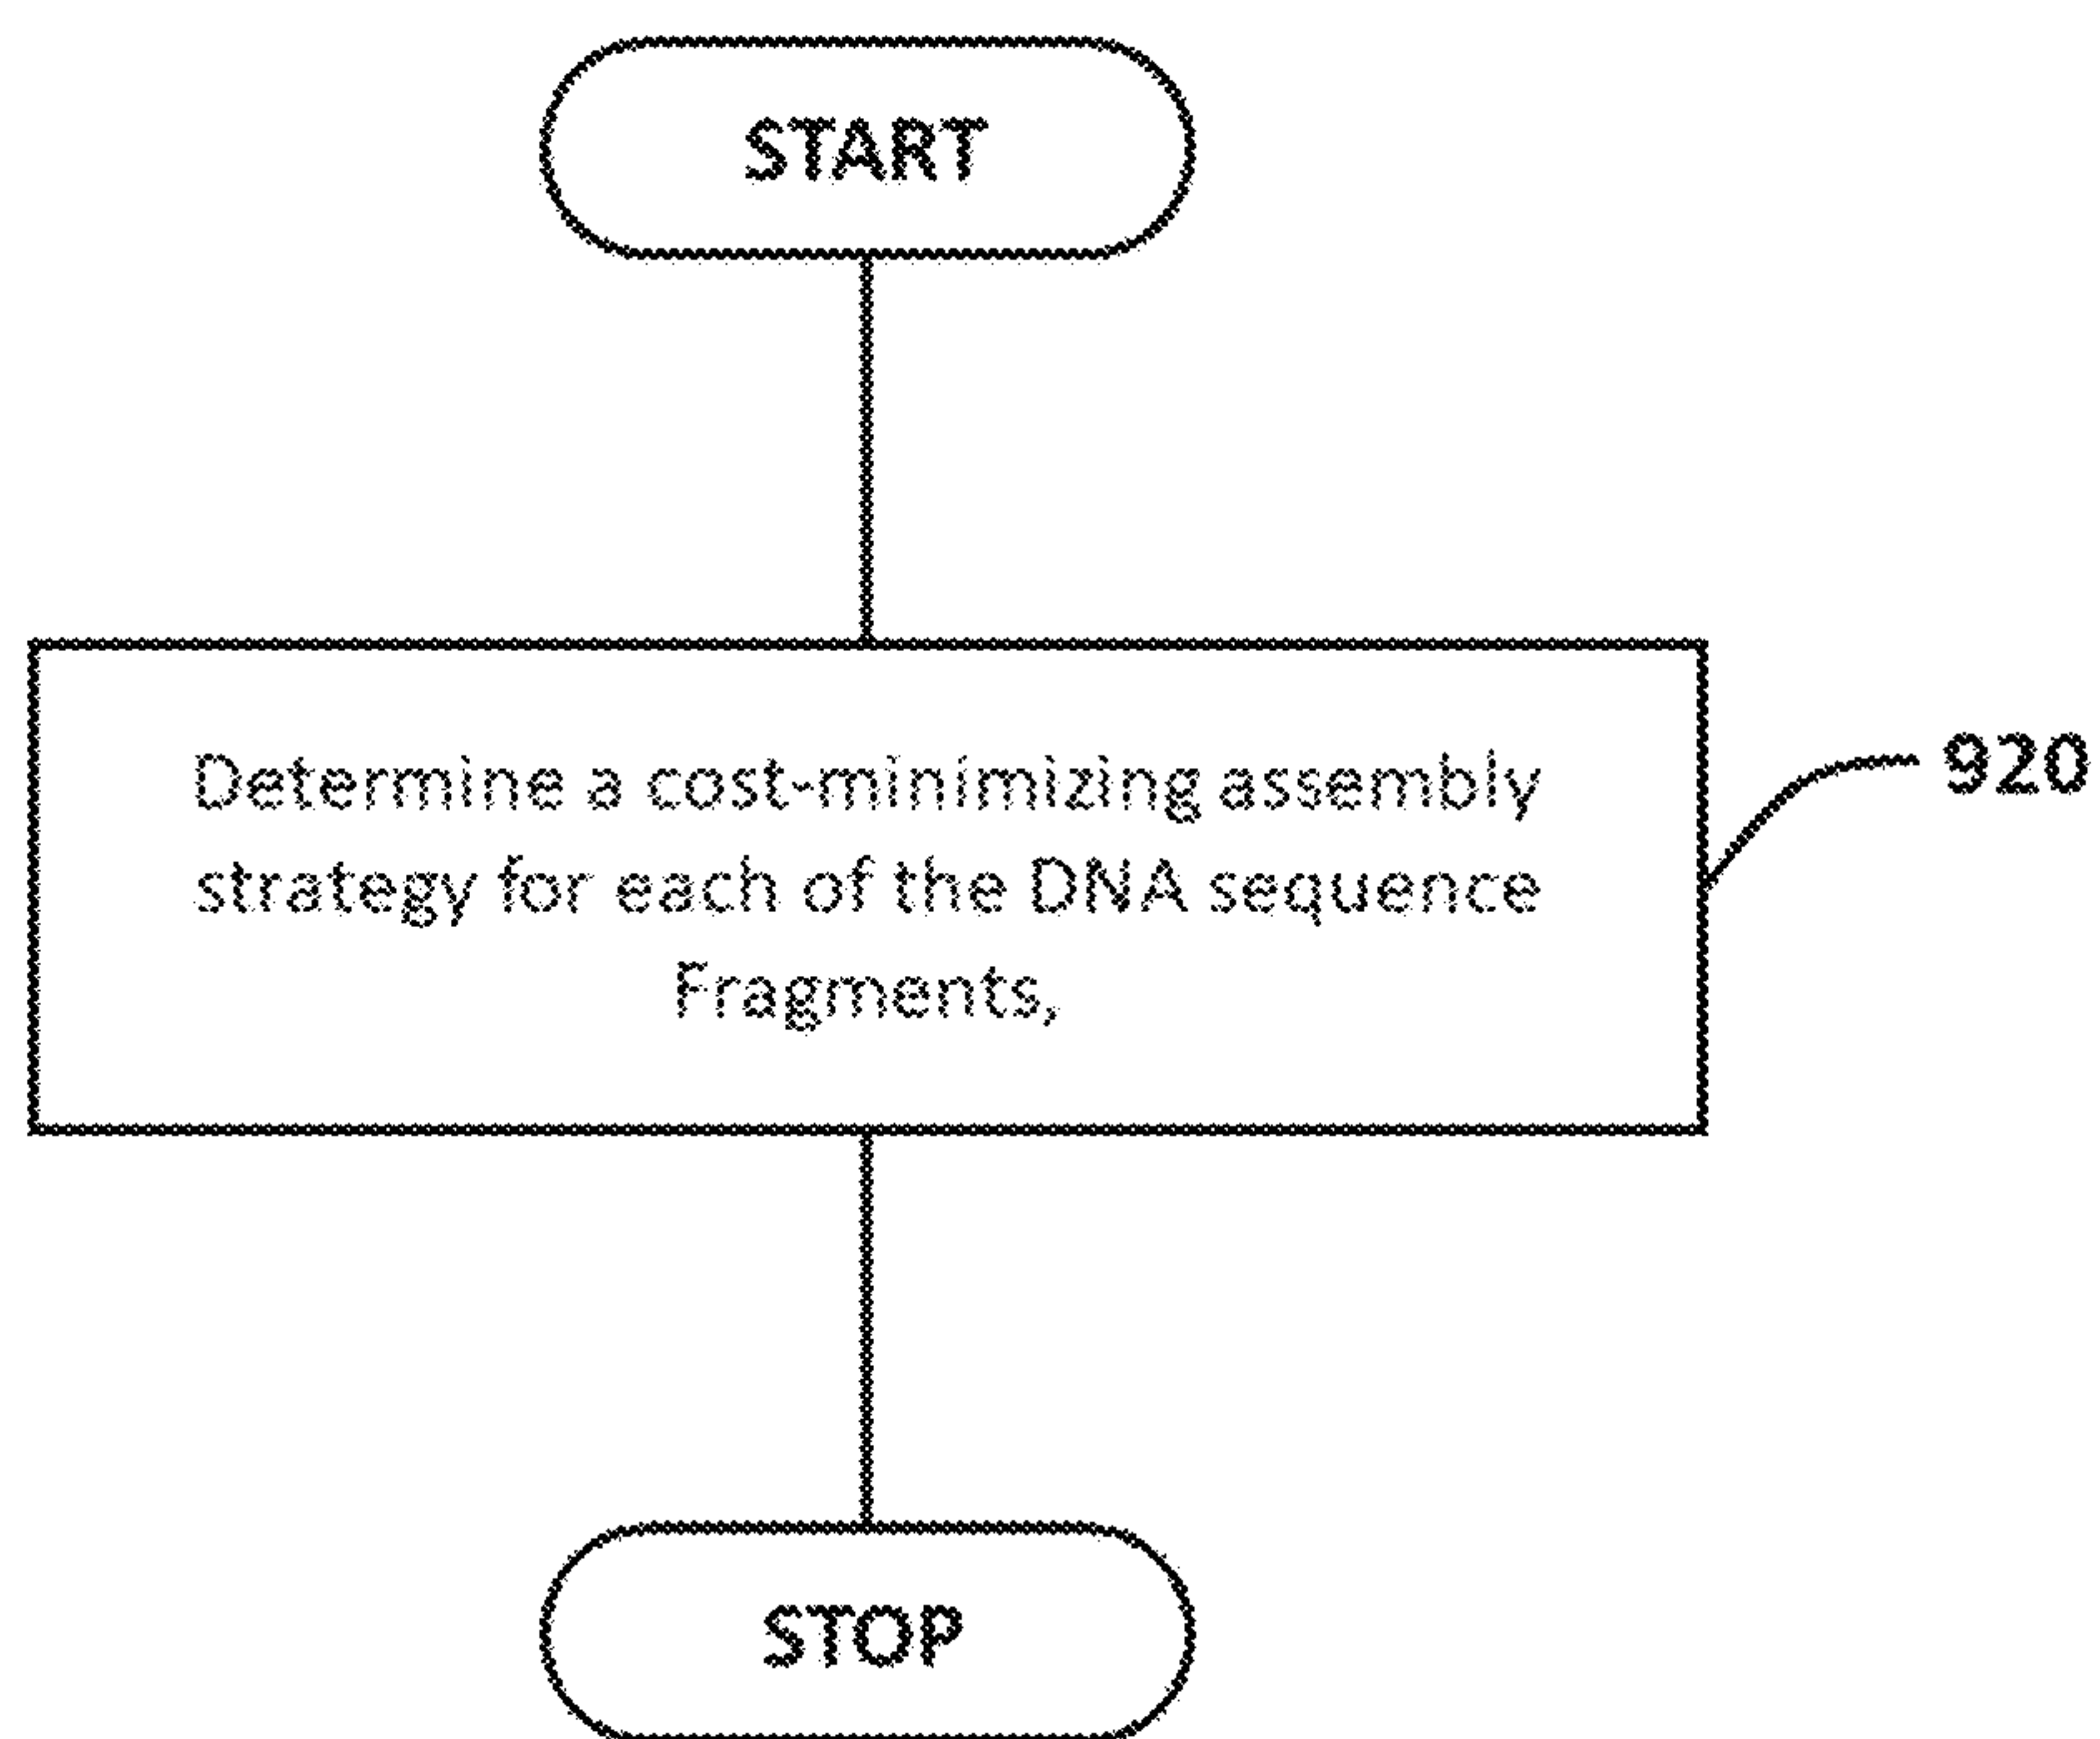 START
Determine a cost-minimizing assembly
strategy for each of the DNA sequence
Fragments,
920
STOP